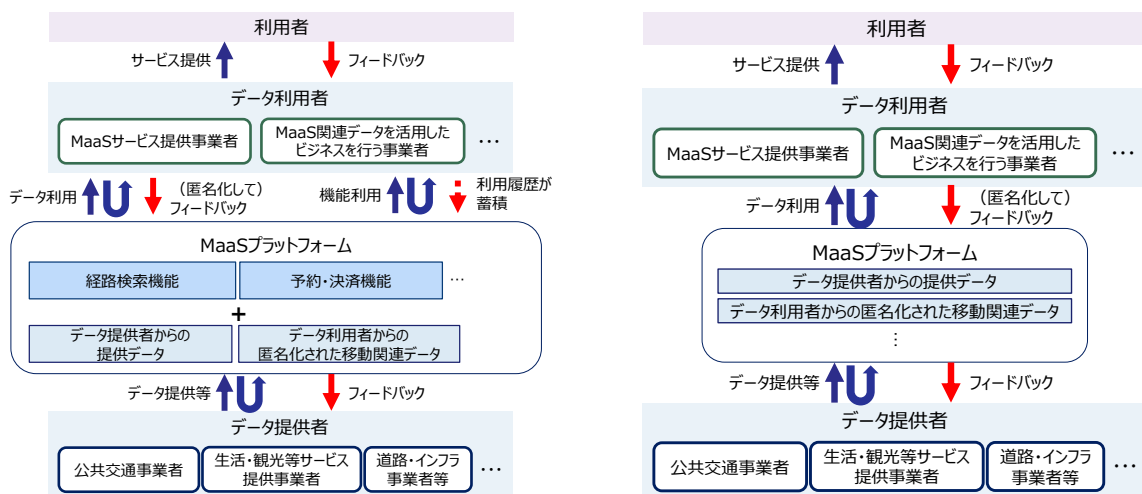 利用者
サービス提供
フィードバック
データ利用者
MaaSサービス提供事業者
MaaS関連データを活用した
ビジネスを行う事業者
…
データ利用
(匿名化して)
フィードバック
機能利用
利用履歴が
蓄積
MaaSプラットフォーム
経路検索機能
予約・決済機能
…
+
データ提供者からの
提供データ
データ利用者からの
匿名化された移動関連データ
データ提供等
フィードバック
データ提供者
公共交通事業者
生活・観光等サービス
提供事業者
道路・インフラ
事業者等
…
利用者
サービス提供
フィードバック
データ利用者
MaaSサービス提供事業者
MaaS関連データを活用した
ビジネスを行う事業者
…
データ利用
(匿名化して)
フィードバック
MaaSプラットフォーム
データ提供者からの提供データ
データ利用者からの匿名化された移動関連データ
⋮
データ提供等
フィードバック
データ提供者
公共交通事業者
生活・観光等サービス
提供事業者
道路・インフラ
事業者等
…